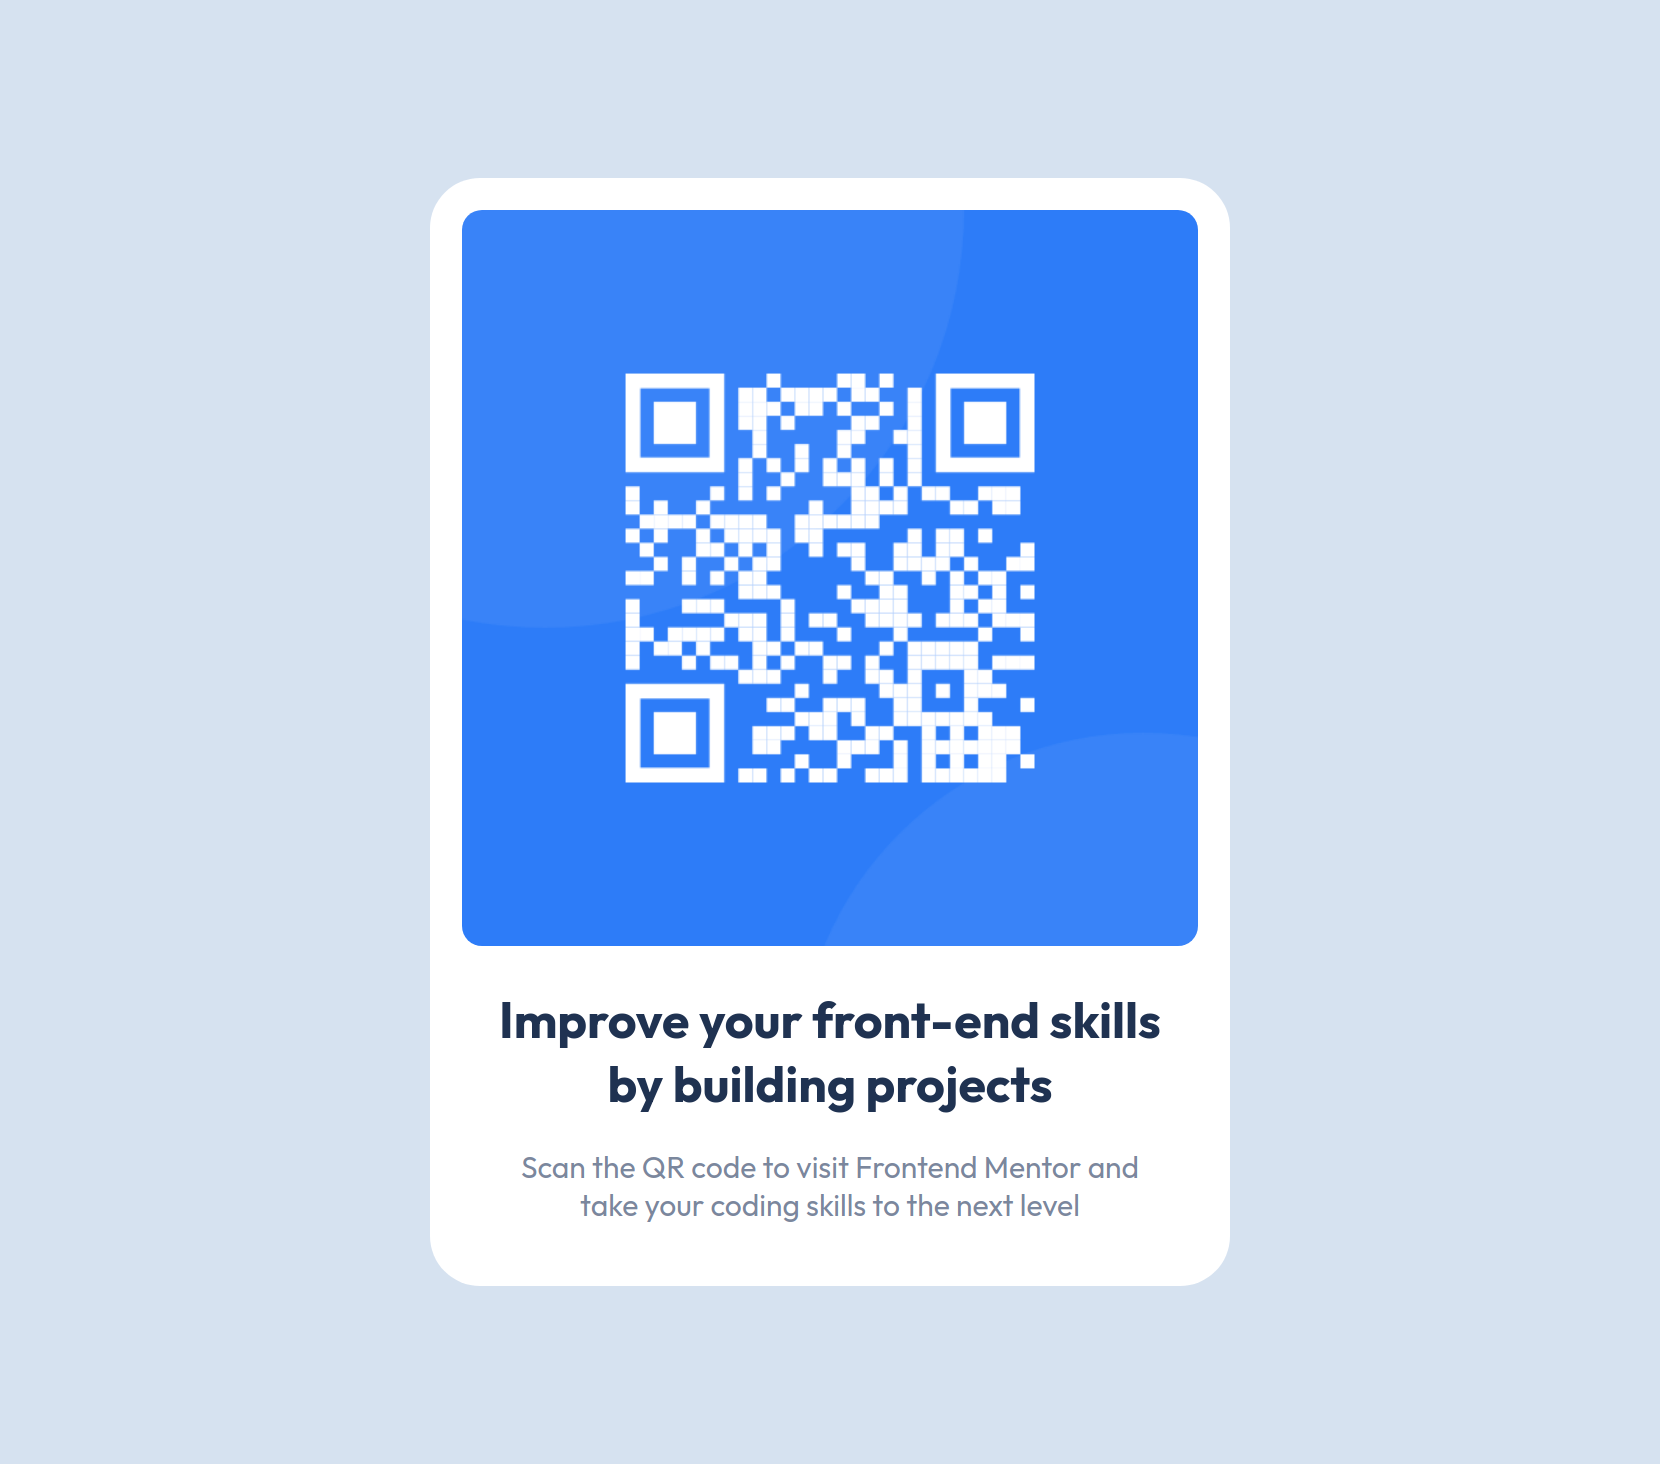 Improve your front-end skills
by building projects
Scan the QR code to visit Frontend Mentor and
take your coding skills to the next level